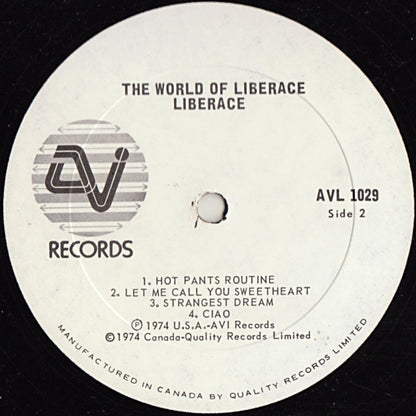 THE WORLD OF LIBERACE
LIBERACE
AVI
RECORDS
AVL 1029
Side 2
1. HOT PANTS ROUTINE
2. LET ME CALL YOU SWEETHEART
3. STRANGEST DREAM
4. CIAO
Ⓟ 1974 U.S.A.-AVI Records
© 1974 Canada-Quality Records Limited
MANUFACTURED IN CANADA BY QUALITY RECORDS LIMITED